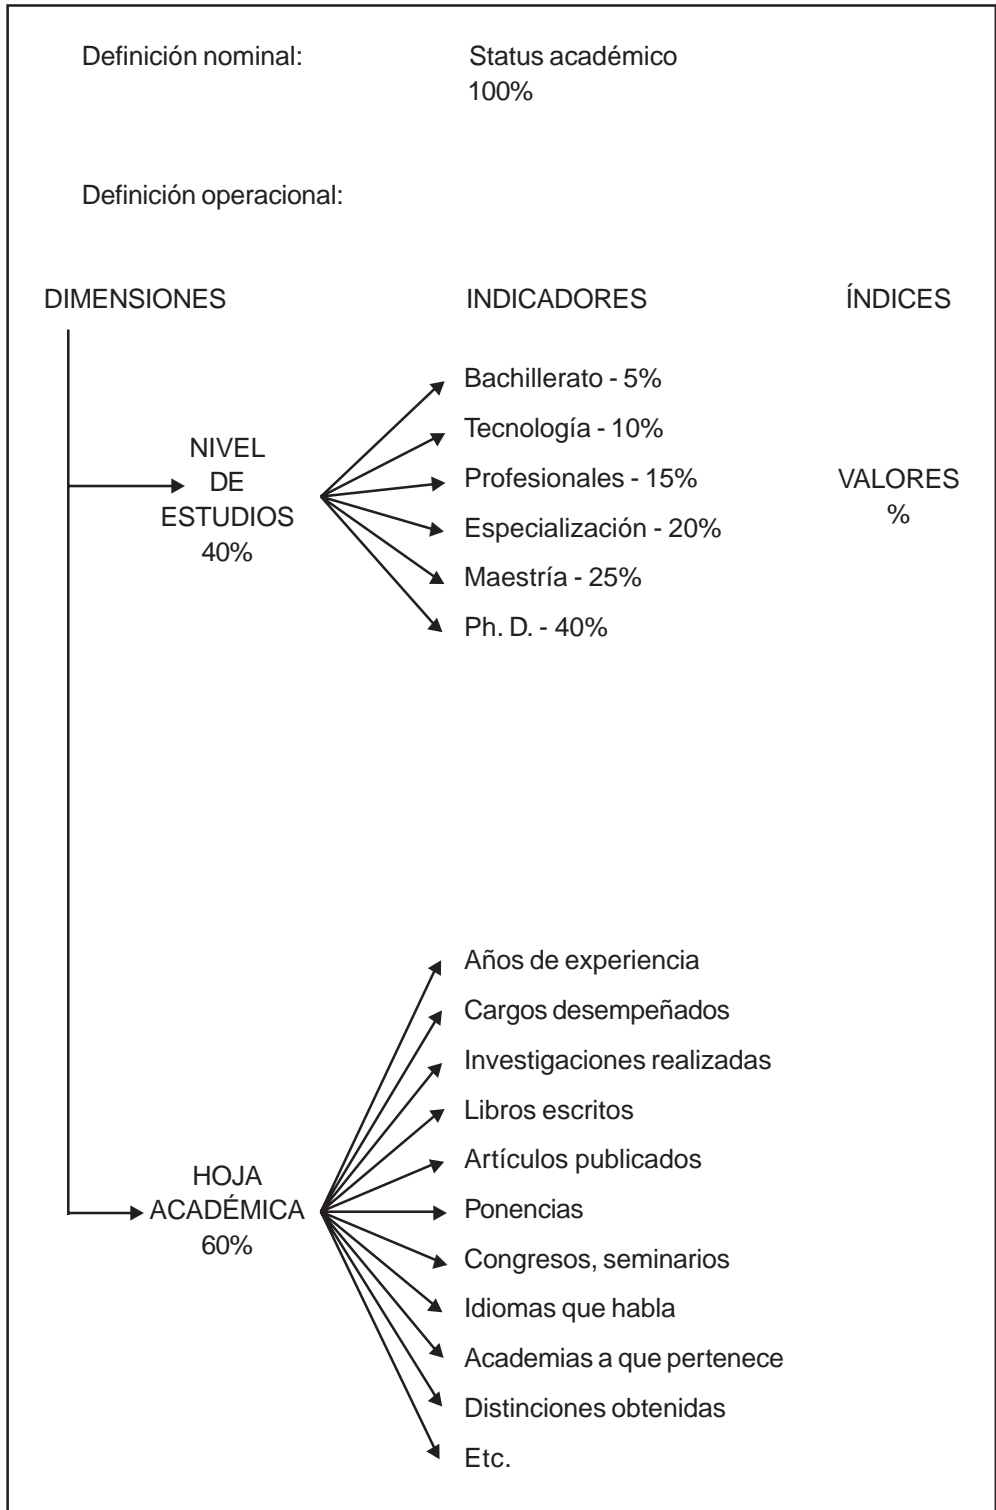 Definición nominal: Status académico
100%
Definición operacional:
DIMENSIONES INDICADORES ÍNDICES
Bachillerato - 5%
Tecnología - 10%
Profesionales - 15%
Especialización - 20%
Maestría - 25%
Ph. D. - 40%
NIVEL
DE
ESTUDIOS
40%
VALORES
%
Años de experiencia
Cargos desempeñados
Investigaciones realizadas
Libros escritos
Artículos publicados
Ponencias
Congresos, seminarios
Idiomas que habla
Academias a que pertenece
Distinciones obtenidas
Etc.
HOJA
ACADÉMICA
60%